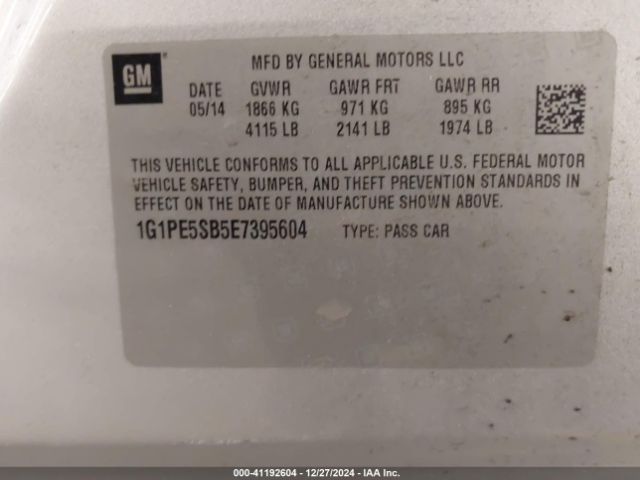 GM
MFD BY GENERAL MOTORS LLC
DATE GVWR GAWR FRT GAWR RR
05/14 1866 KG 971 KG 895 KG
4115 LB 2141 LB 1974 LB
THIS VEHICLE CONFORMS TO ALL APPLICABLE U.S. FEDERAL MOTOR
VEHICLE SAFETY, BUMPER, AND THEFT PREVENTION STANDARDS IN
EFFECT ON THE DATE OF MANUFACTURE SHOWN ABOVE.
1G1PE5SB5E7395604 TYPE: PASS CAR
000-41192604 - 12/27/2024 - IAA Inc.